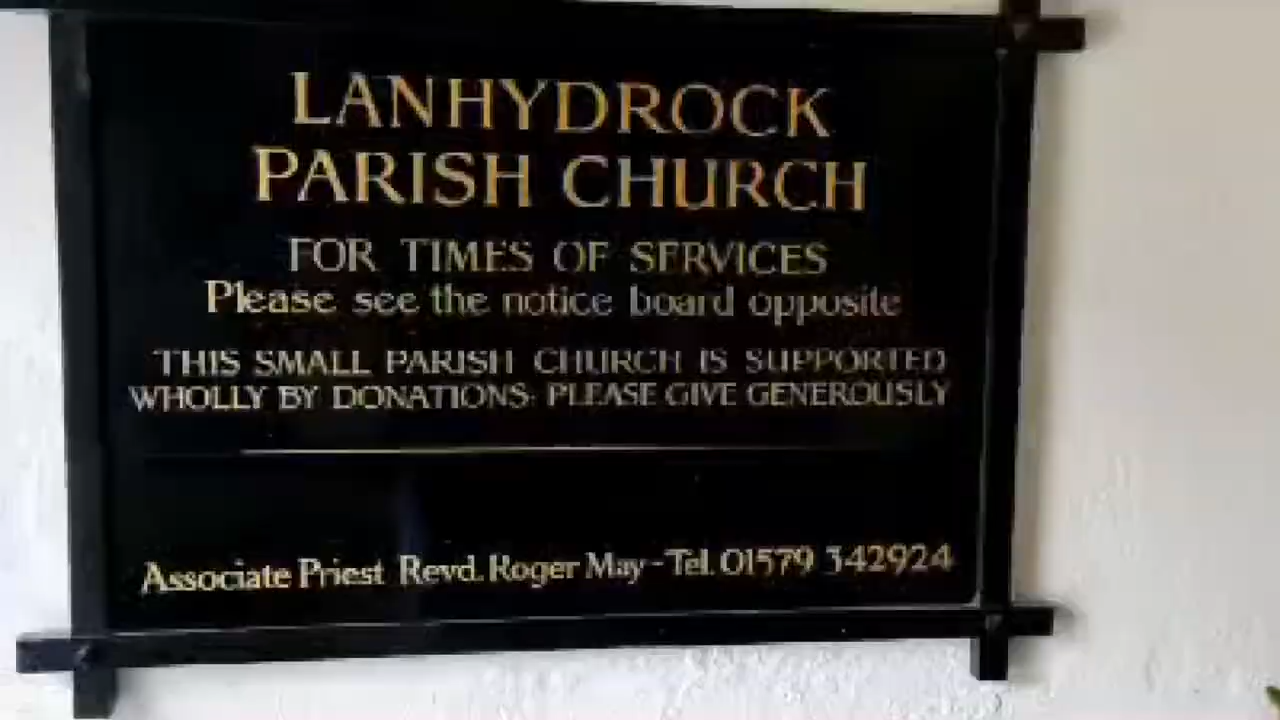 LANHYDROCK
PARISH CHURCH
FOR TIMES OF SERVICES
Please see the notice board opposite
THIS SMALL PARISH CHURCH IS SUPPORTED
WHOLLY BY DONATIONS: PLEASE GIVE GENEROUSLY
Associate Priest Revd. Roger May - Tel. 01579 342924